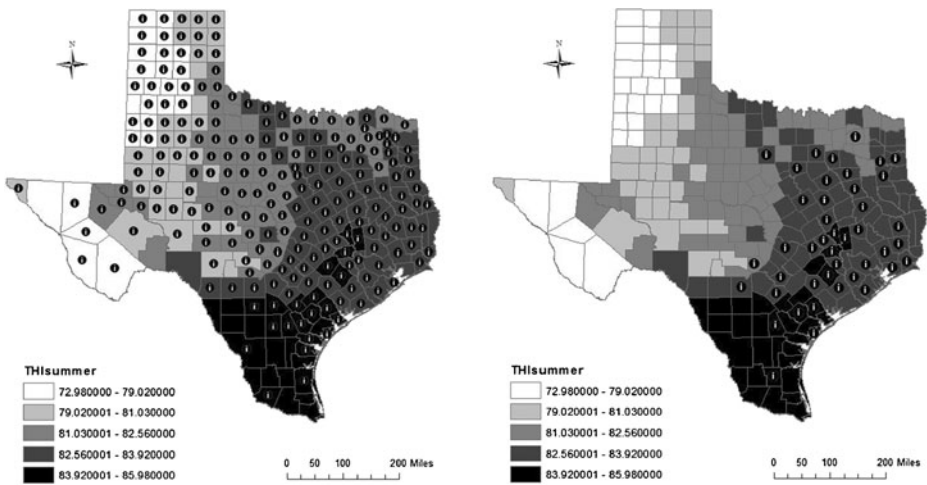 N
THIsummer
72.980000 - 79.020000
79.020001 - 81.030000
81.030001 - 82.560000
82.560001 - 83.920000
83.920001 - 85.980000
0 50 100 200 Miles
N
THIsummer
72.980000 - 79.020000
79.020001 - 81.030000
81.030001 - 82.560000
82.560001 - 83.920000
83.920001 - 85.980000
0 50 100 200 Miles